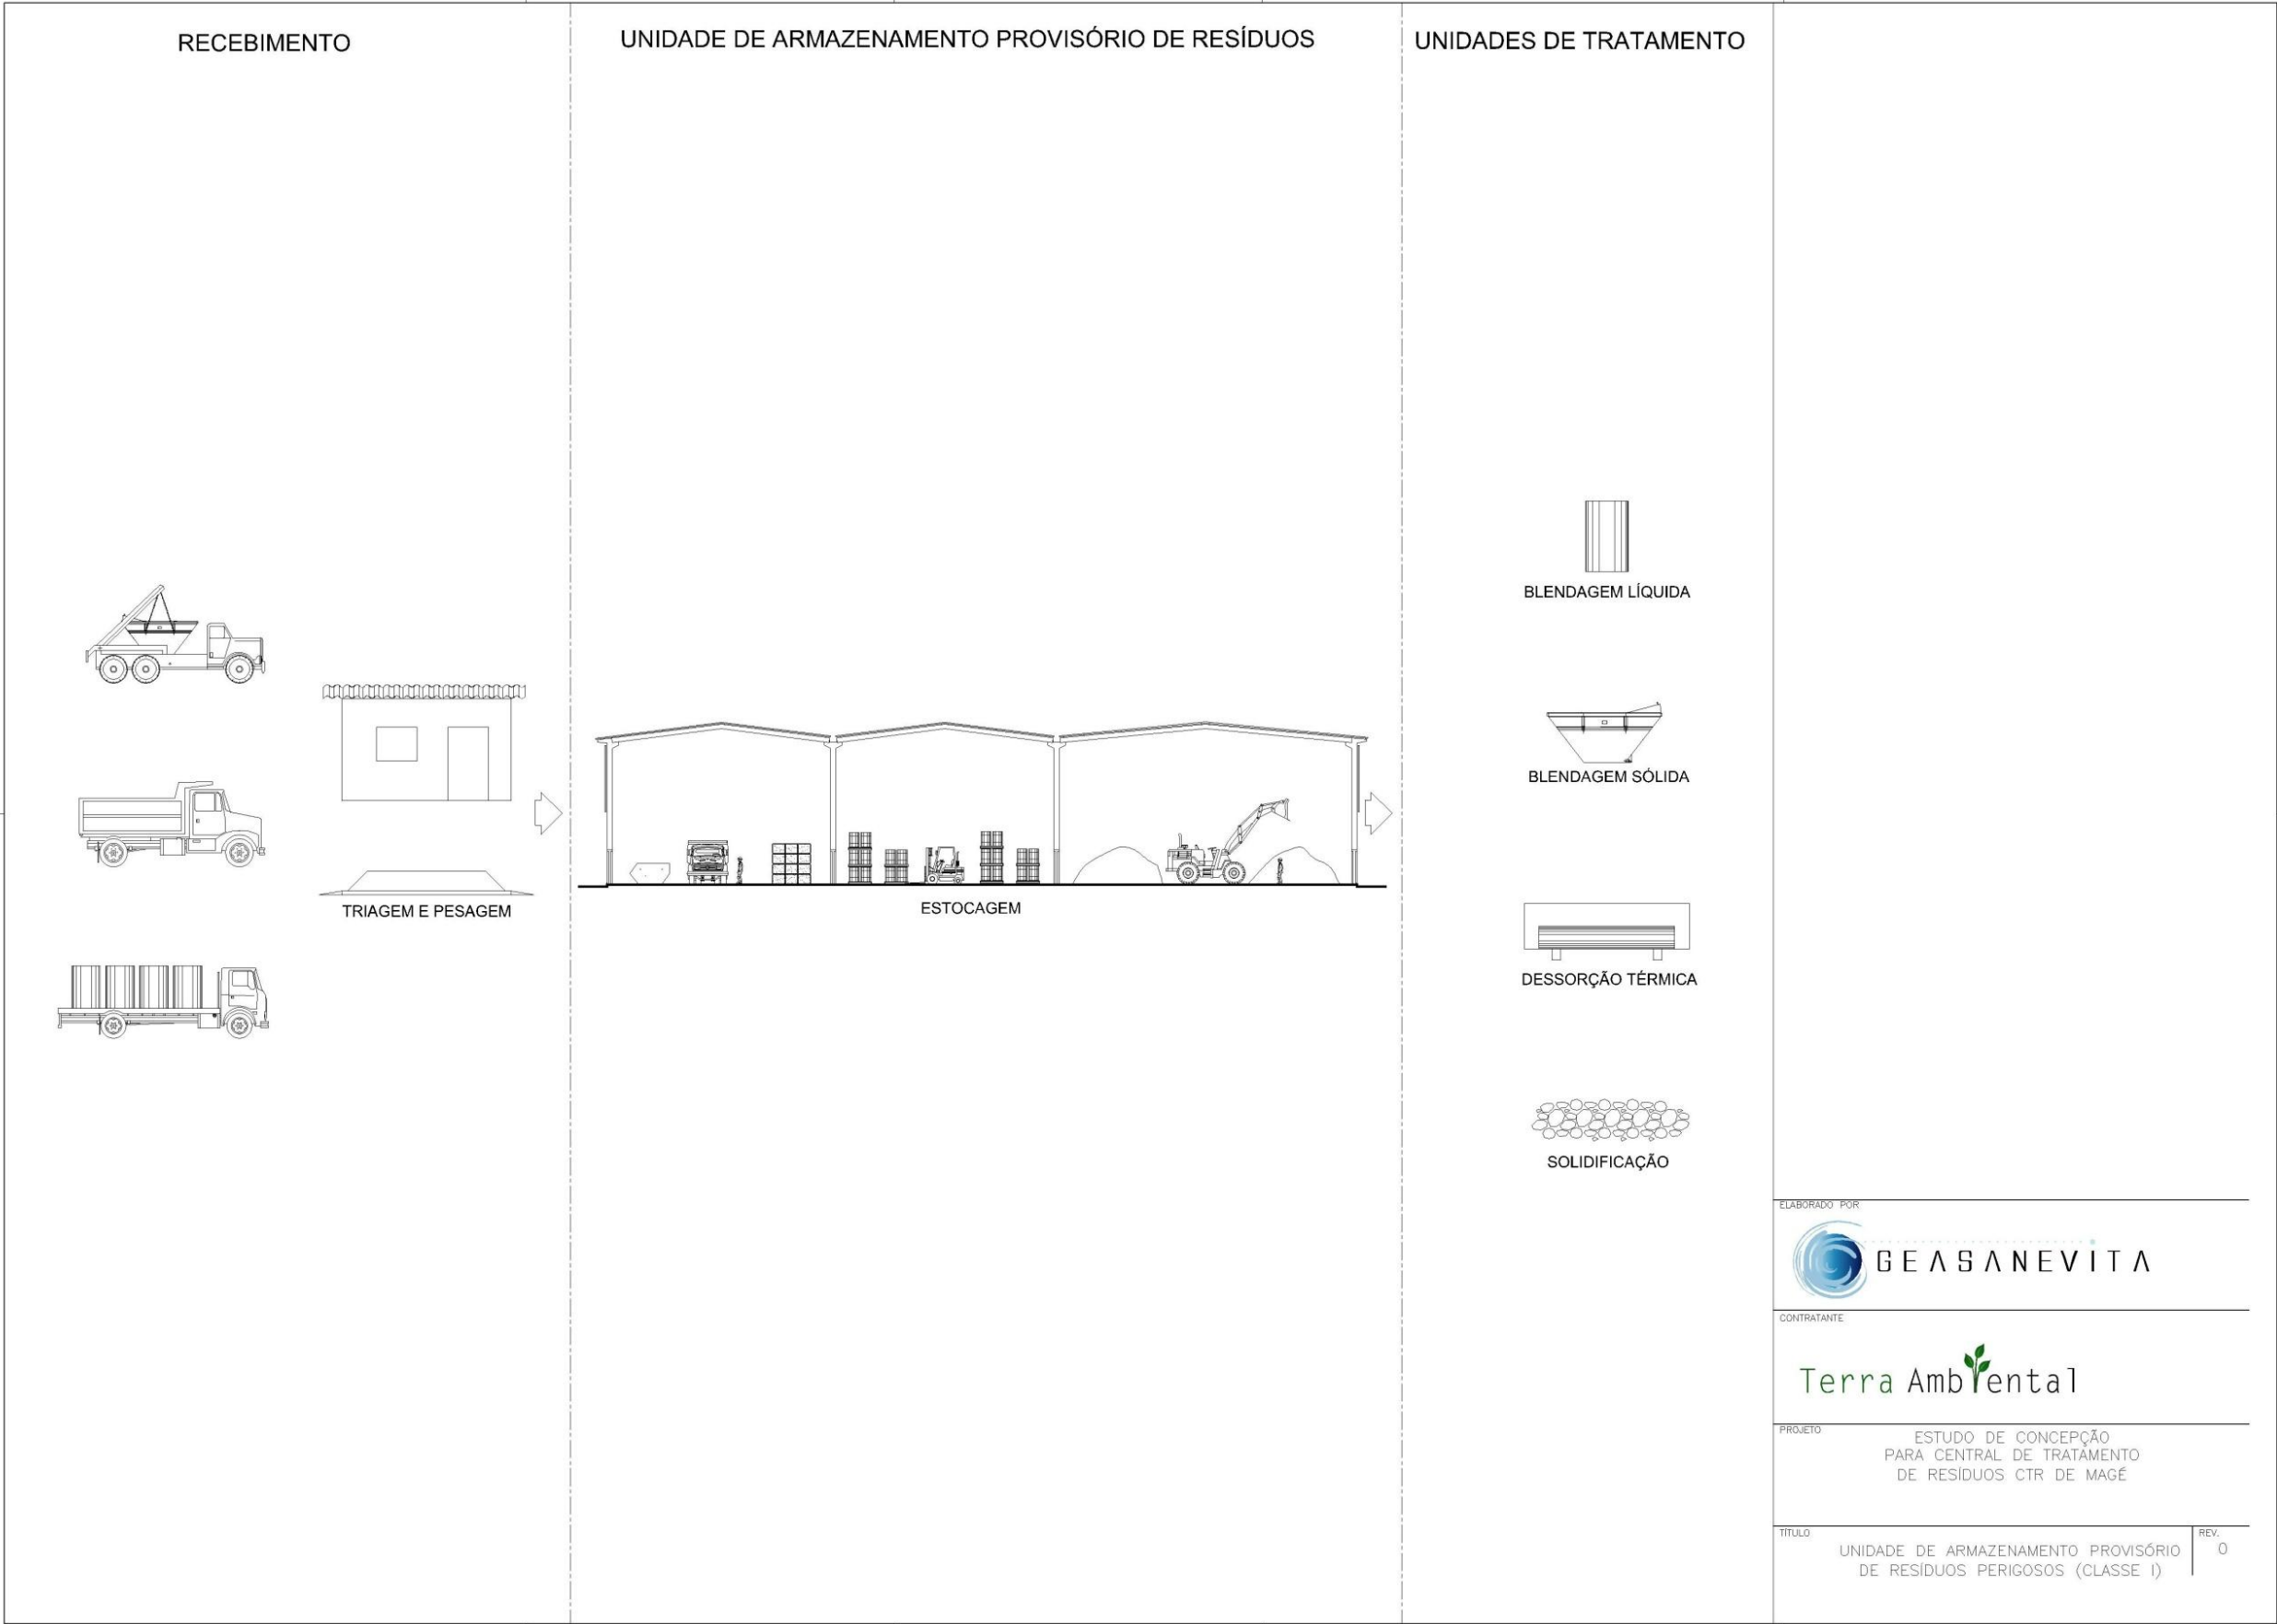 RECEBIMENTO
UNIDADE DE ARMAZENAMENTO PROVISÓRIO DE RESÍDUOS
UNIDADES DE TRATAMENTO
TRIAGEM E PESAGEM
ESTOCAGEM
BLENDAGEM LÍQUIDA
BLENDAGEM SÓLIDA
DESSORÇÃO TÉRMICA
SOLIDIFICAÇÃO
ELABORADO POR
GEASANEVITA
CONTRATANTE
Terra Ambiental
PROJETO
ESTUDO DE CONCEPÇÃO
PARA CENTRAL DE TRATAMENTO
DE RESÍDUOS CTR DE MAGÉ
TÍTULO
UNIDADE DE ARMAZENAMENTO PROVISÓRIO
DE RESÍDUOS PERIGOSOS (CLASSE I)
REV.
0